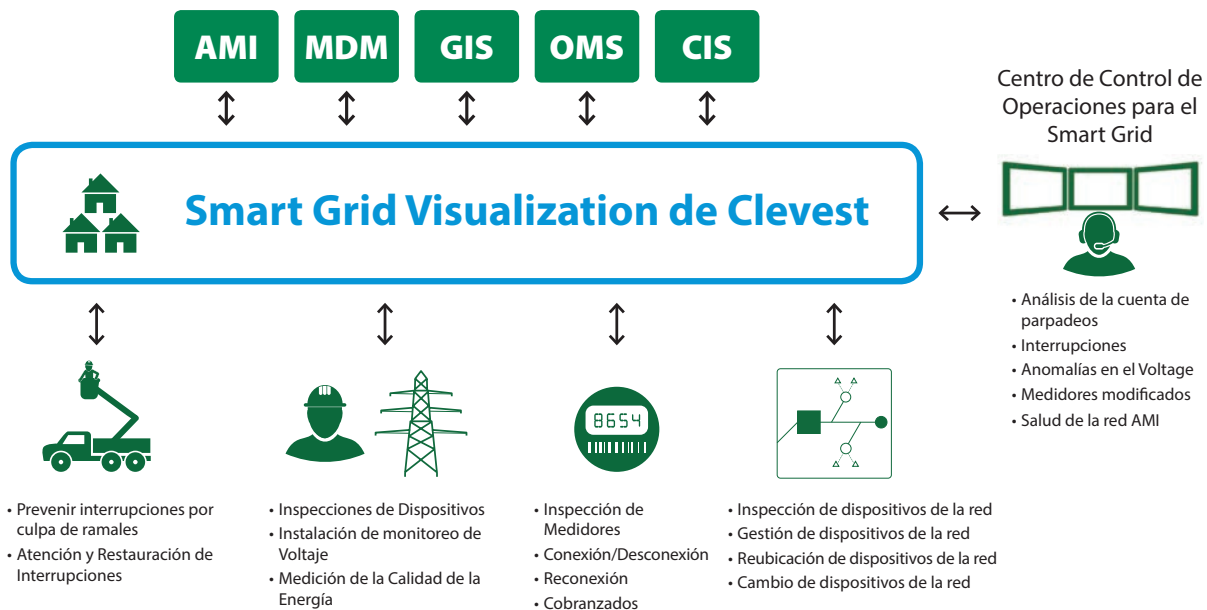 AMI MDM GIS OMS CIS
Centro de Control de
Operaciones para el
Smart Grid
Smart Grid Visualization de Clevest
• Análisis de la cuenta de
parpadeos
• Interrupciones
• Anomalías en el Voltage
• Medidores modificados
• Salud de la red AMI
8654
• Prevenir interrupciones por
culpa de ramales
• Atención y Restauración de
Interrupciones
• Inspecciones de Dispositivos
• Instalación de monitoreo de
Voltaje
• Medición de la Calidad de la
Energía
• Inspección de
Medidores
• Conexión/Desconexión
• Reconexión
• Cobranzados
• Inspección de dispositivos de la red
• Gestión de dispositivos de la red
• Reubicación de dispositivos de la red
• Cambio de dispositivos de la red